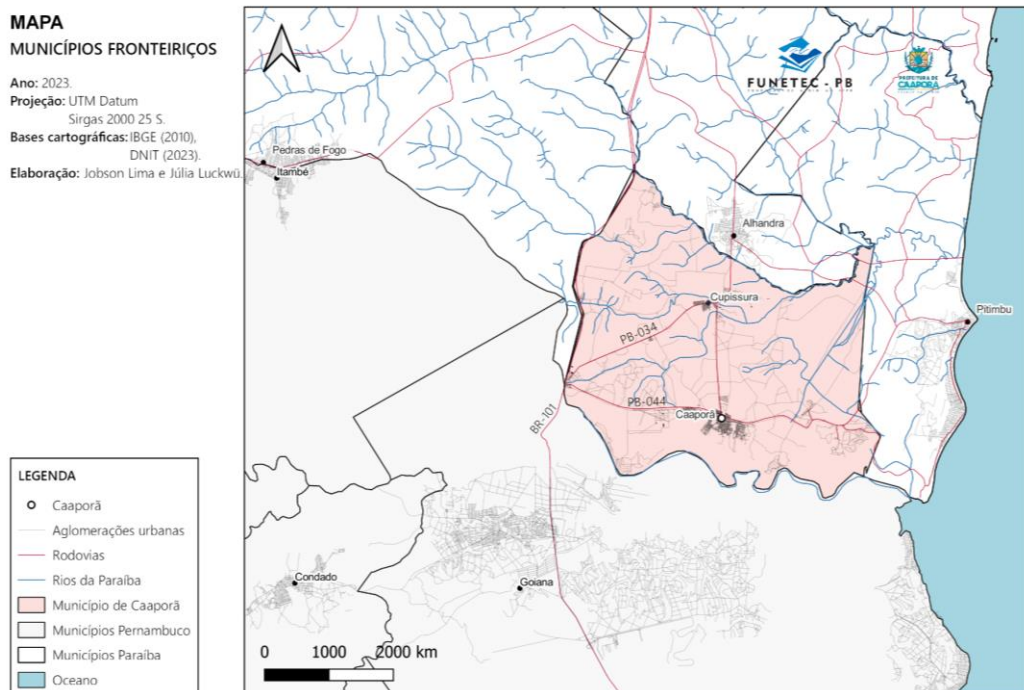 MAPA
MUNICÍPIOS FRONTEIRIÇOS
Ano: 2023.
Projeção: UTM Datum
Sirgas 2000 25 S.
Bases cartográficas: IBGE (2010),
DNIT (2023).
Elaboração: Jobson Lima e Júlia Luckwü.
FUNETEC - PB
PREFEITURA DE
CAAPORÃ
Pedras de Fogo
Itambé
Alhandra
Cupissura
Pitimbu
PB-034
PB-044
Caaporã
BR-101
Condado
Goiana
0 1000 2000 km
LEGENDA
Caaporã
Aglomerações urbanas
Rodovias
Rios da Paraíba
Município de Caaporã
Municípios Pernambuco
Municípios Paraíba
Oceano